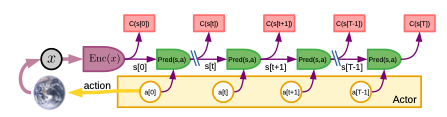 C(s[0]) C(s[t]) C(s[t+1]) C(s[T-1]) C(s[T])
x Enc(x) Pred(s,a) Pred(s,a) Pred(s,a) Pred(s,a)
s[0] s[t] s[t+1] s[T-1]
action
a[0] a[t] a[t+1] a[T-1]
Actor